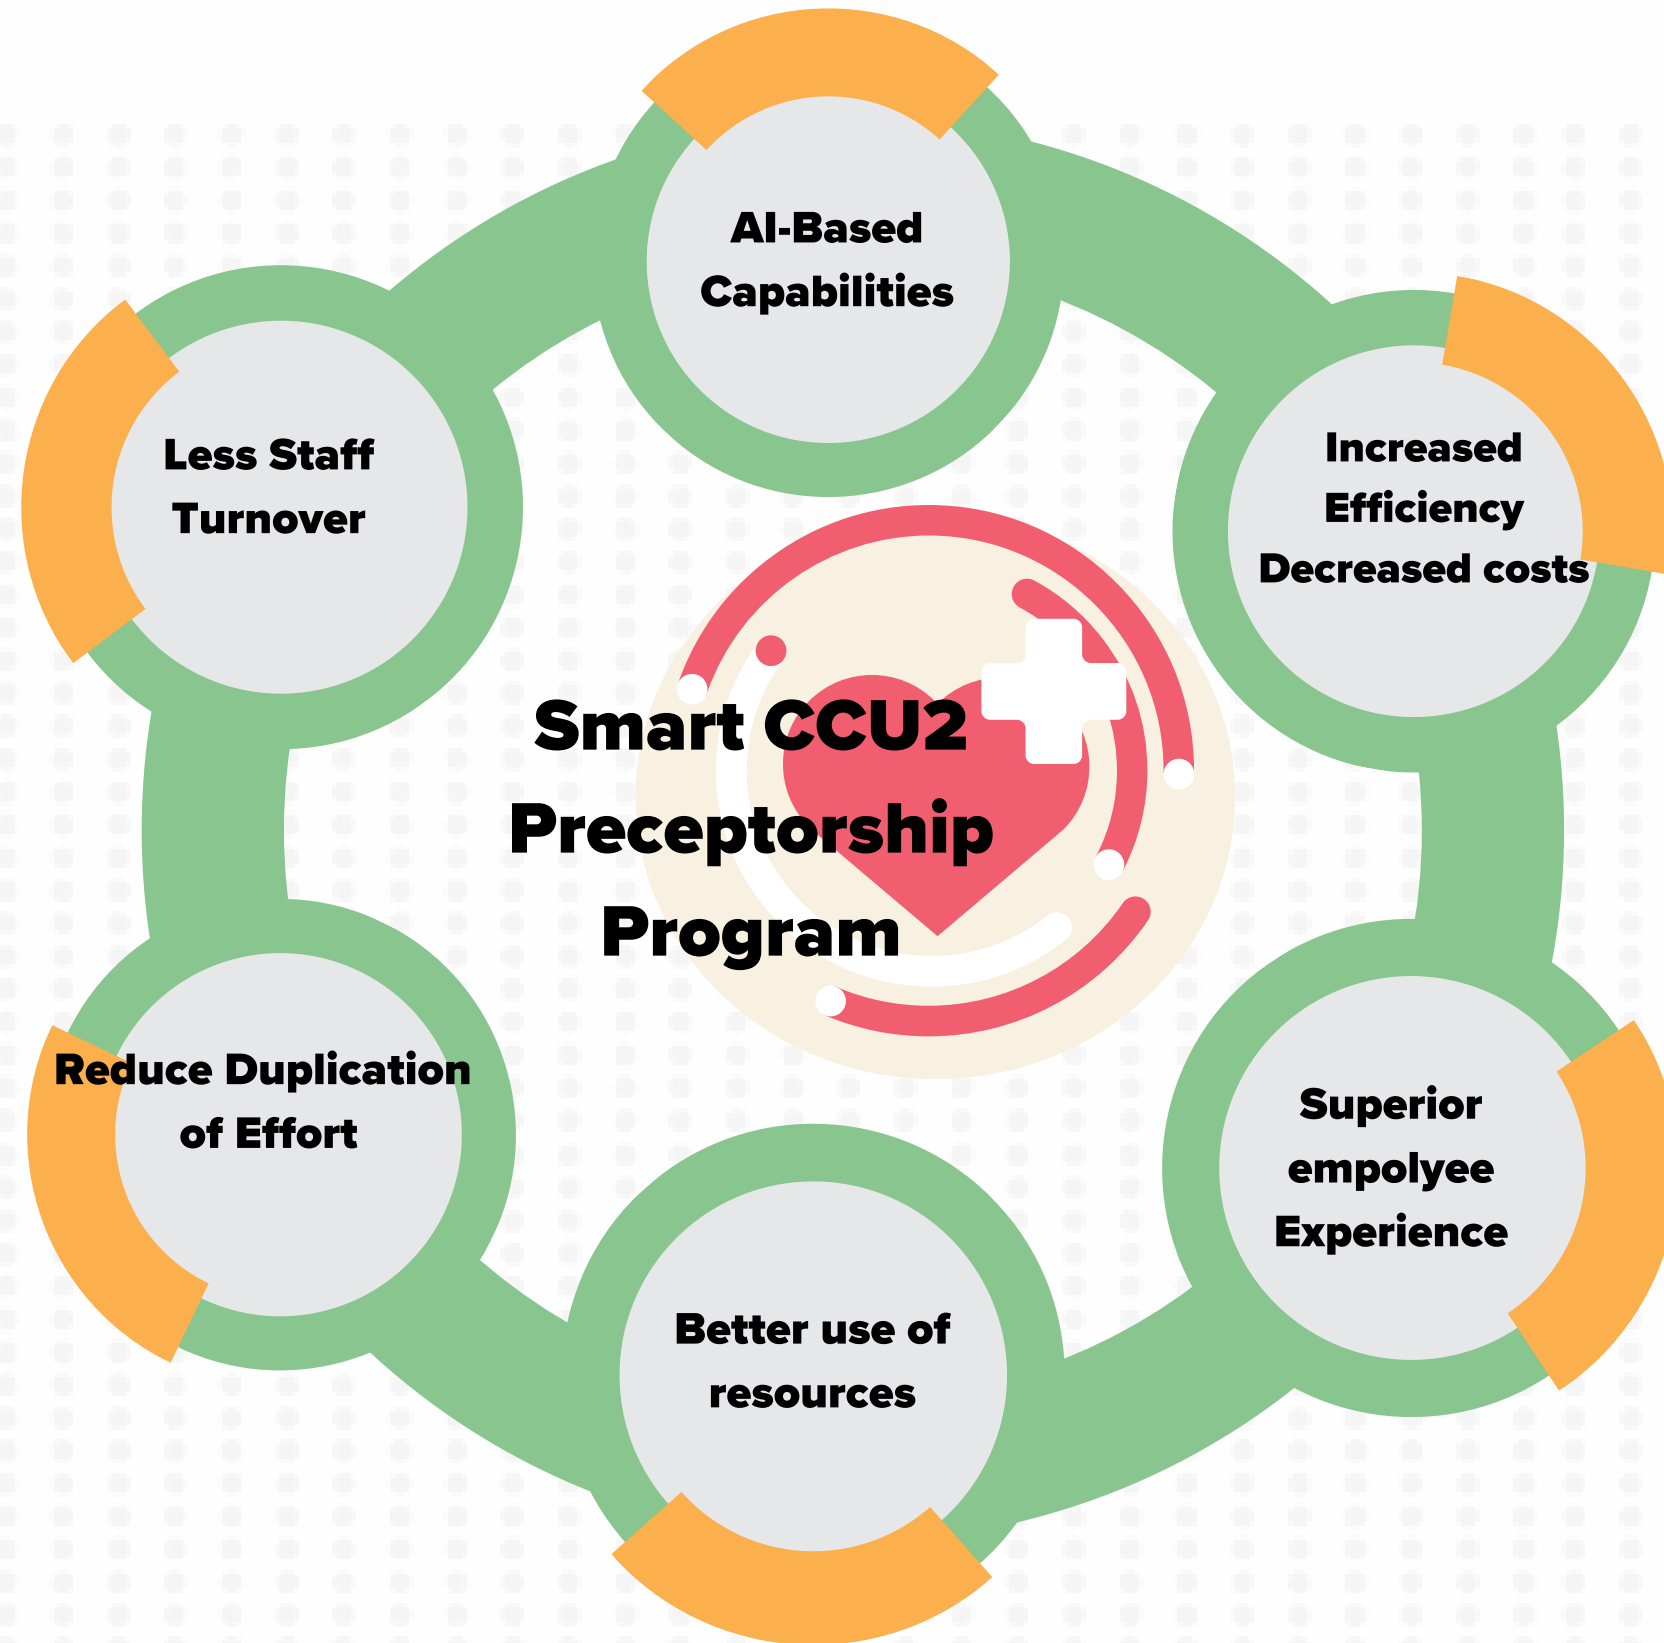 AI-Based
Capabilities
Increased
Efficiency
Decreased costs
Superior
empolyee
Experience
Better use of
resources
Reduce Duplication
of Effort
Less Staff
Turnover
Smart CCU2
Preceptorship
Program